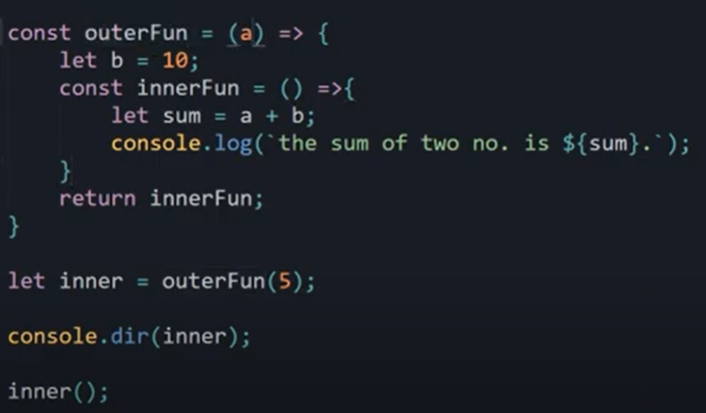 const outerFun = (a) => {
    let b = 10;
    const innerFun = () =>{
        let sum = a + b;
        console.log(`the sum of two no. is ${sum}.`);
    }
    return innerFun;
}
let inner = outerFun(5);
console.dir(inner);
inner();